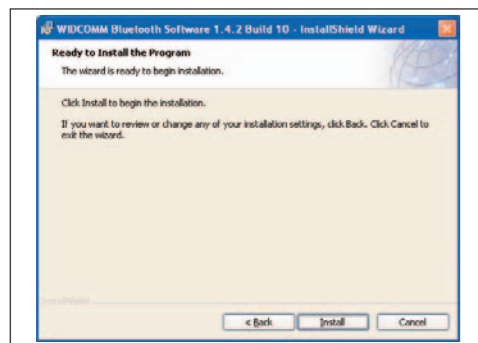 WIDCOMM Bluetooth Software 1.4.2 Build 10 - InstallShield Wizard
Ready to Install the Program
The wizard is ready to begin installation.
Click Install to begin the installation.
If you want to review or change any of your installation settings, click Back. Click Cancel to
exit the wizard.
InstallShield
< Back Install Cancel